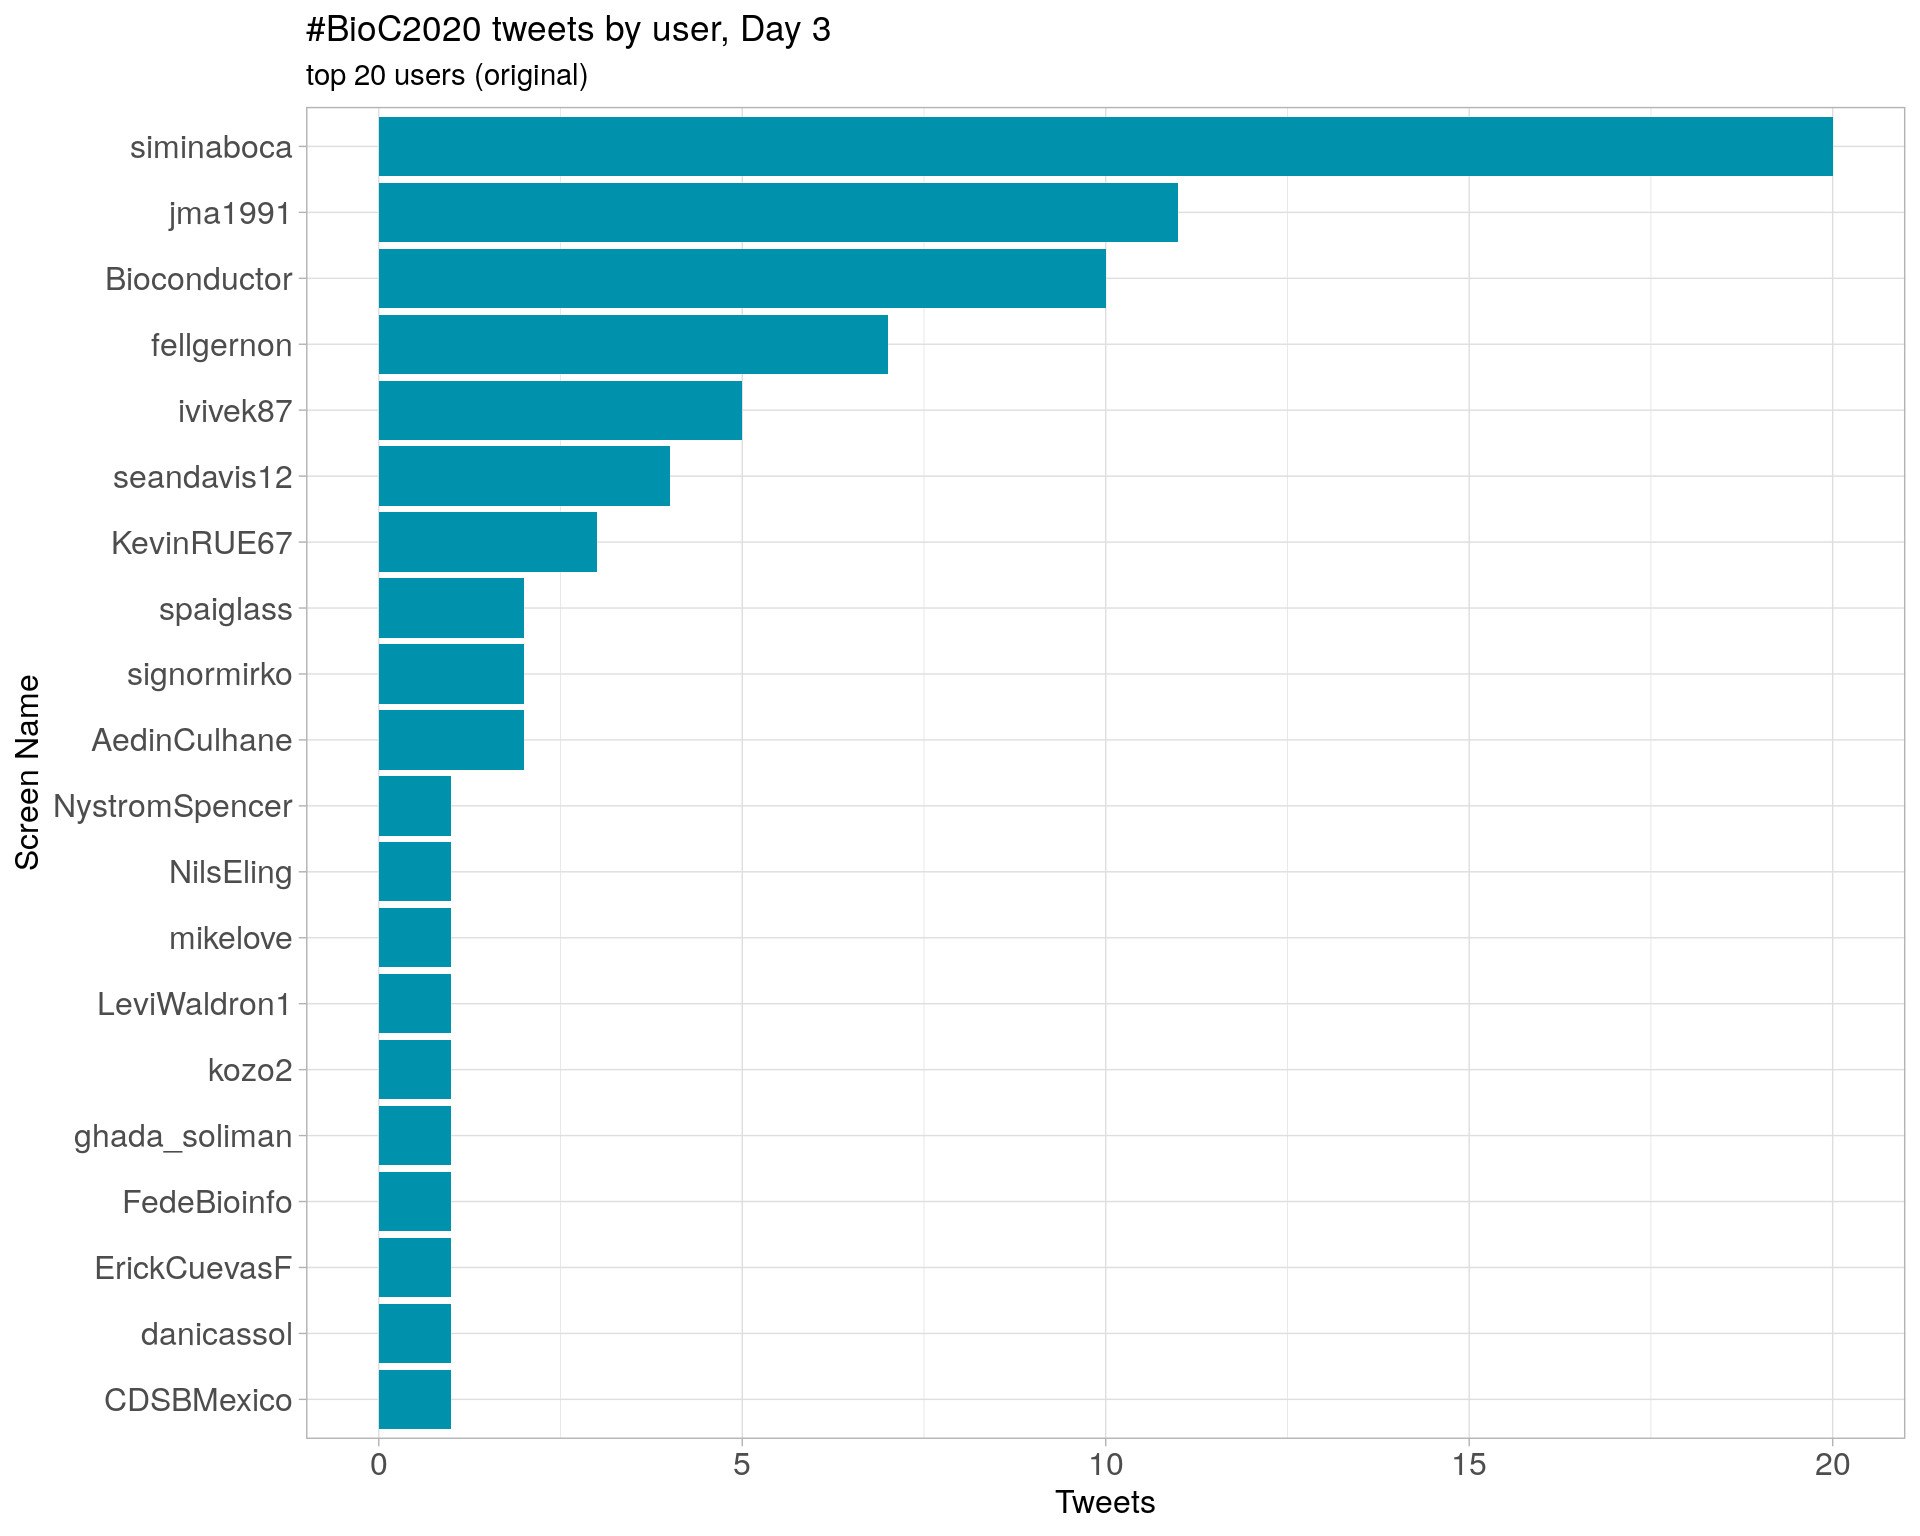 #BioC2020 tweets by user, Day 3
top 20 users (original)
Screen Name
siminaboca
jma1991
Bioconductor
fellgernon
ivivek87
seandavis12
KevinRUE67
spaiglass
signormirko
AedinCulhane
NystromSpencer
NilsEling
mikelove
LeviWaldron1
kozo2
ghada_soliman
FedeBioinfo
ErickCuevasF
danicassol
CDSBMexico
0 5 10 15 20
Tweets